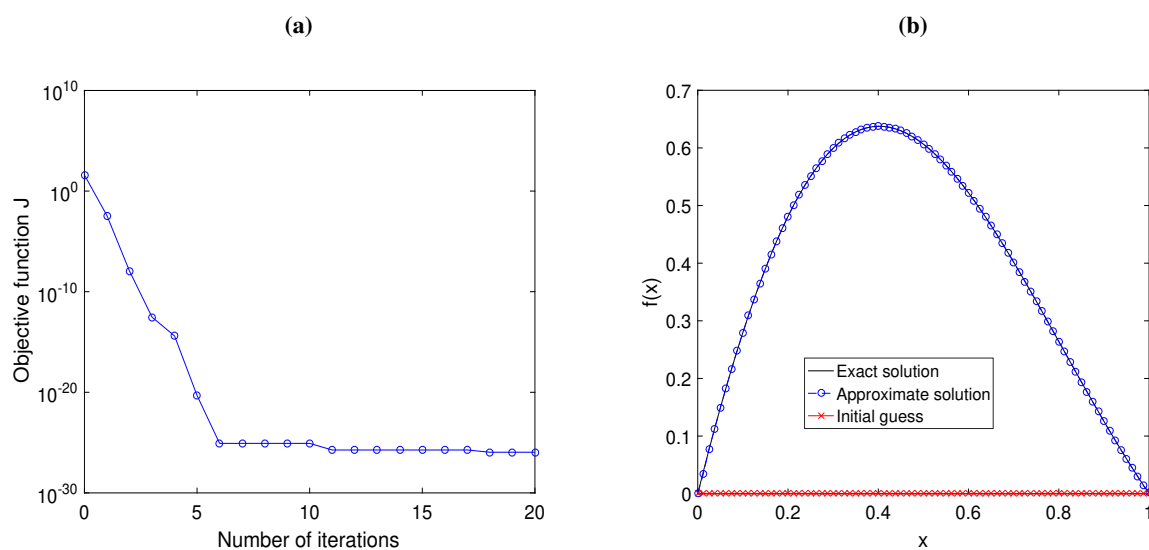 (a)
10^10
10^0
10^-10
10^-20
10^-30
Objective function J
0
5
10
15
20
Number of iterations
(b)
0.7
0.6
0.5
0.4
0.3
0.2
0.1
0
f(x)
Exact solution
Approximate solution
Initial guess
0
0.2
0.4
0.6
0.8
1
x